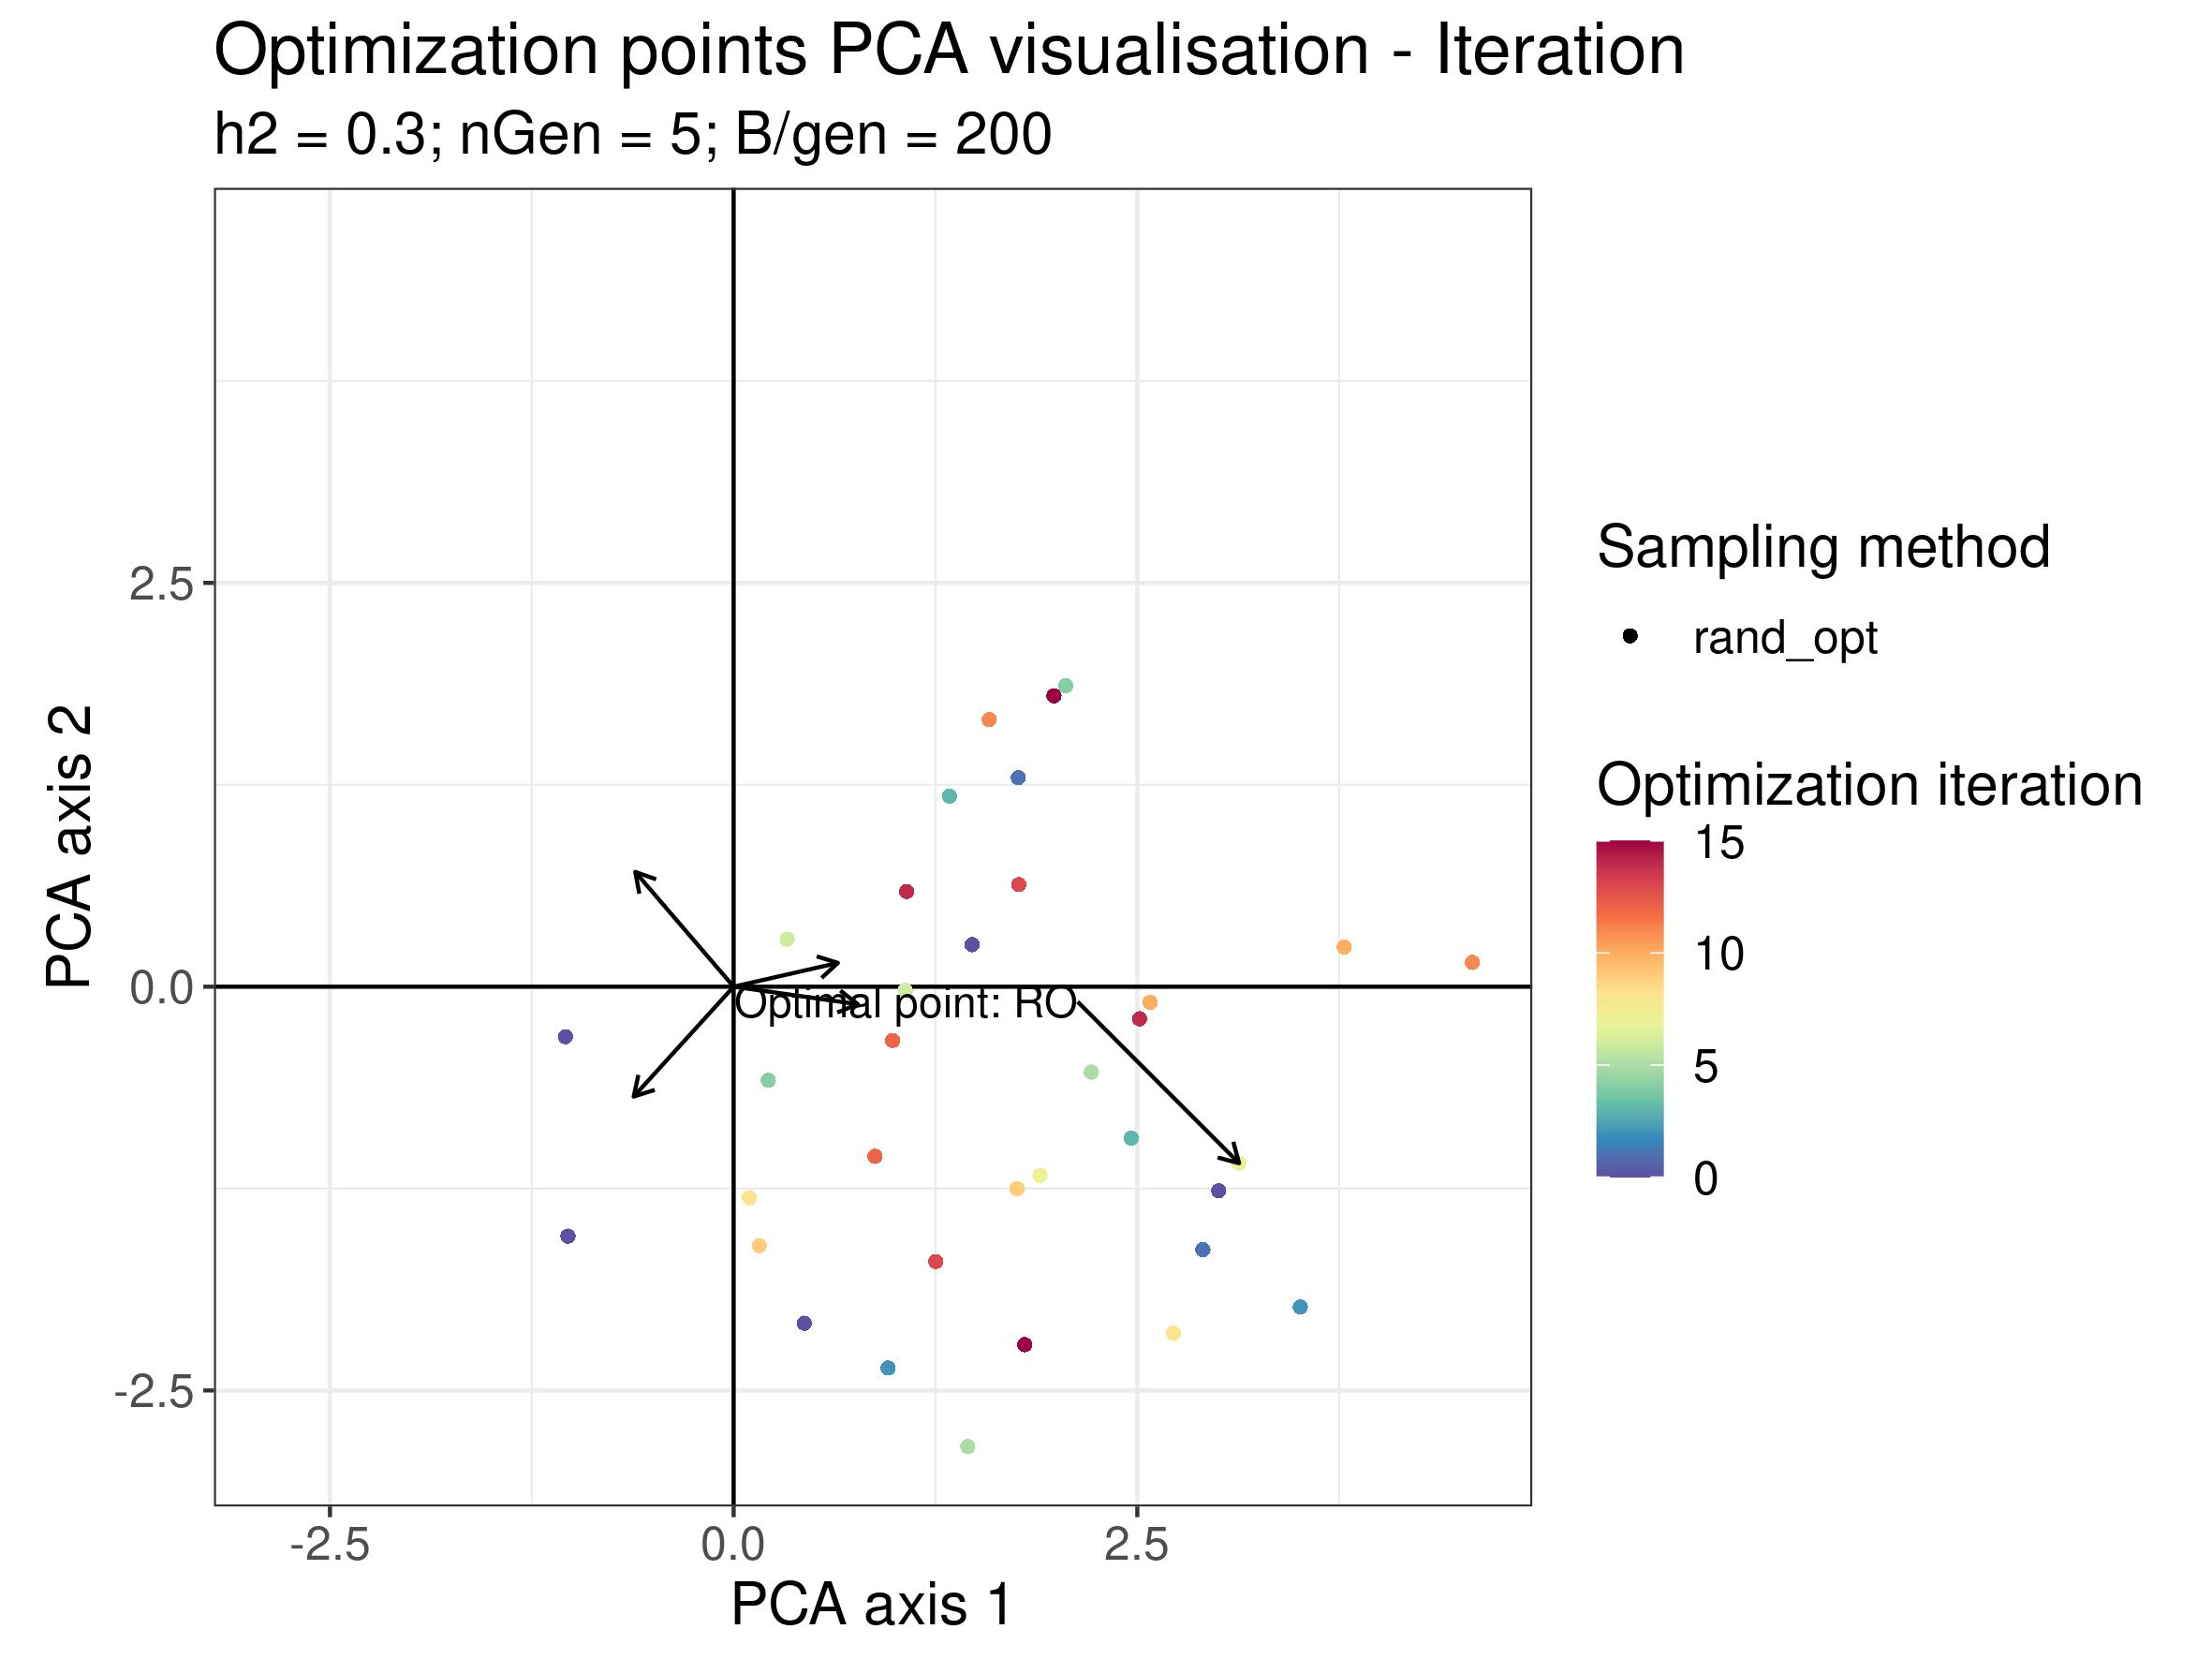 Optimization points PCA visualisation - Iteration
h2 = 0.3; nGen = 5; B/gen = 200
PCA axis 2
2.5
0.0
-2.5
Optimal point: RO
-2.5
0.0
2.5
PCA axis 1
Sampling method
rand_opt
Optimization iteration
15
10
5
0